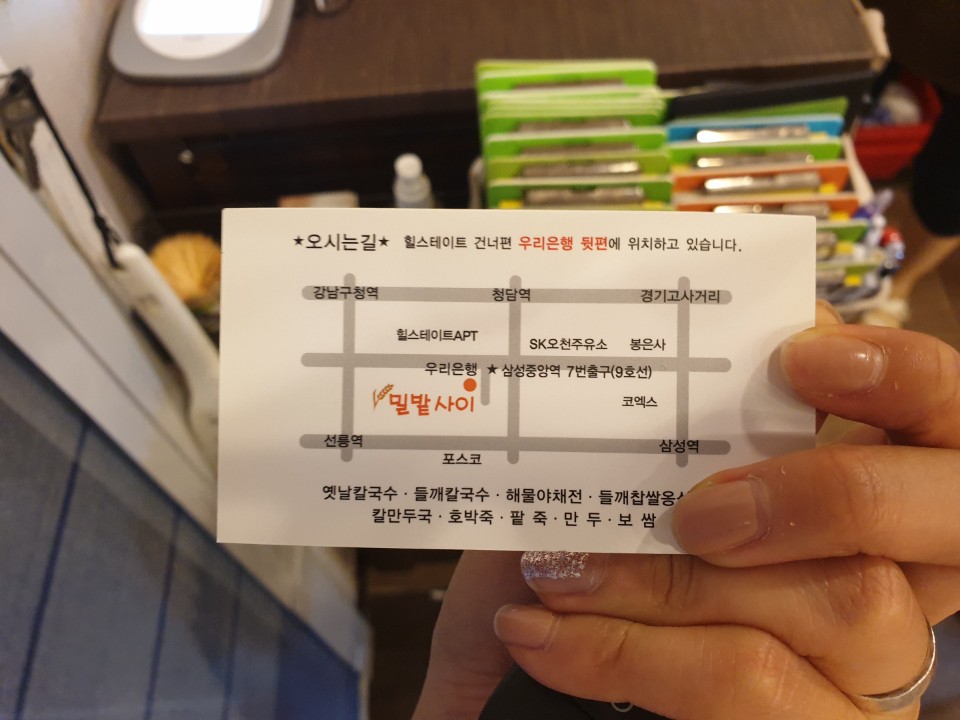 ★오시는길★ 힐스테이트 건너편 우리은행 뒷편에 위치하고 있습니다.
강남구청역 청담역 경기고사거리
힐스테이트APT SK오천주유소 봉은사
우리은행 ★삼성중앙역 7번출구(9호선)
밀밭사이 코엑스
선릉역 삼성역
포스코
옛날칼국수 · 들깨칼국수 · 해물야채전 ·
칼만두국 · 호박죽 · 팥 죽 · 만 두 · 보 쌈